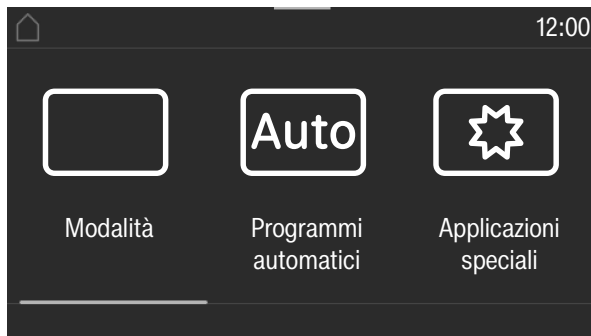 12:00
Auto
Modalità
Programmi
automatici
Applicazioni
speciali